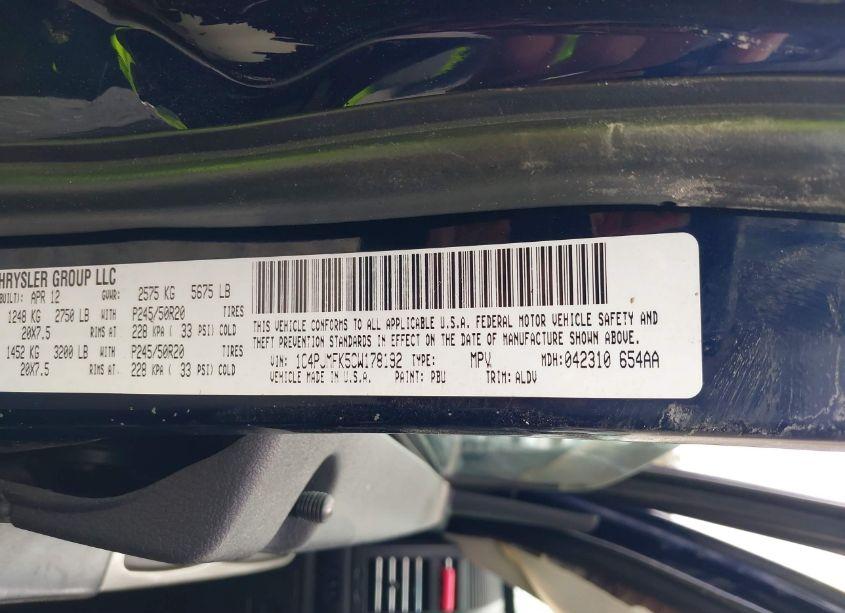 HRYSLER GROUP LLC
BUILT): APR 12 GVWR: 2575 KG 5675 LB
1248 KG 2750 LB WITH P245/50R20 TIRES
20X7.5 RIMS AT. 228 KPA ( 33 PSI) COLD
1452 KG 3200 LB WITH P245/50R20 TIRES
20X7.5 RIMS AT. 228 KPA ( 33 PSI) COLD
THIS VEHICLE CONFORMS TO ALL APPLICABLE U.S.A. FEDERAL MOTOR VEHICLE SAFETY AND
THEFT PREVENTION STANDARDS IN EFFECT ON THE DATE OF MANUFACTURE SHOWN ABOVE.
VIN: 1C4PJMFK5CW178192 TYPE: MPV MDH:042310 654AA
VEHICLE MADE IN U.S.A. PAINT: PBU TRIM: ALDV